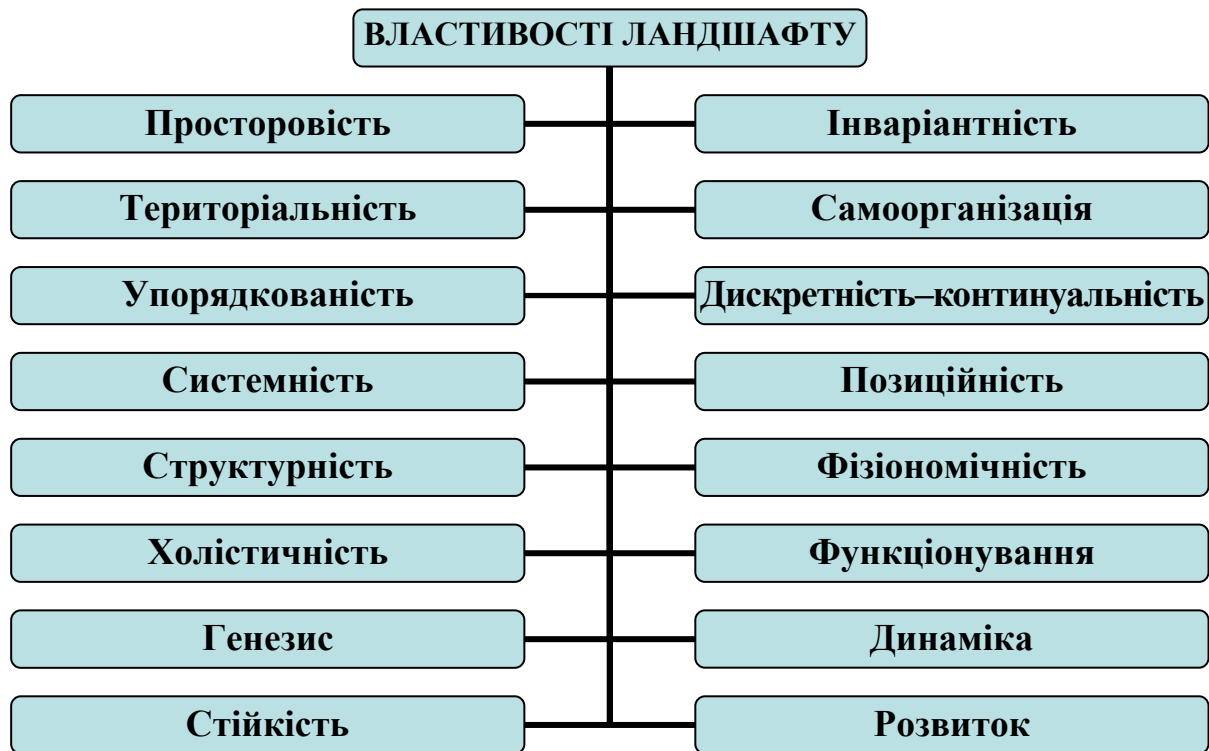 ВЛАСТИВОСТІ ЛАНДШАФТУ
Просторовість
Інваріантність
Територіальність
Самоорганізація
Упорядкованість
Дискретність–континуальність
Системність
Позиційність
Структурність
Фізіономічність
Холістичність
Функціонування
Генезис
Динаміка
Стійкість
Розвиток